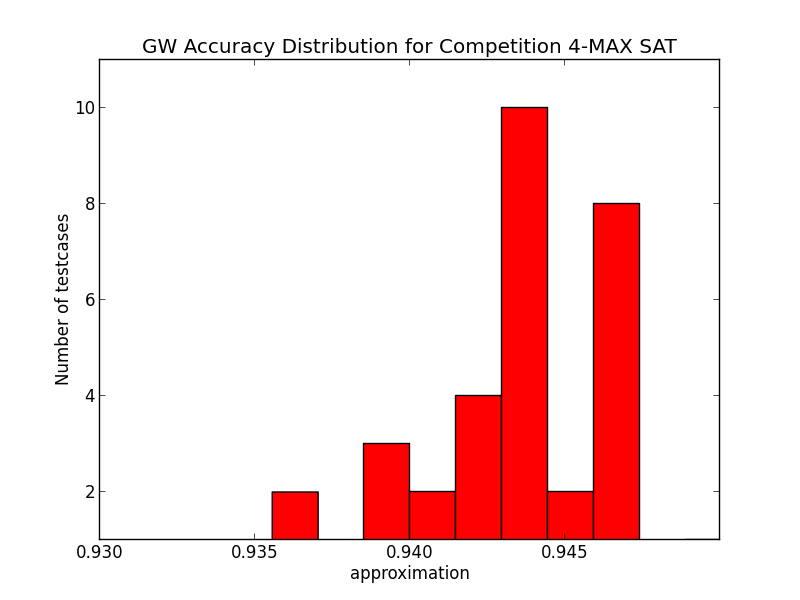 GW Accuracy Distribution for Competition 4-MAX SAT
10
8
6
4
2
Number of testcases
0.930 0.935 0.940 0.945
approximation